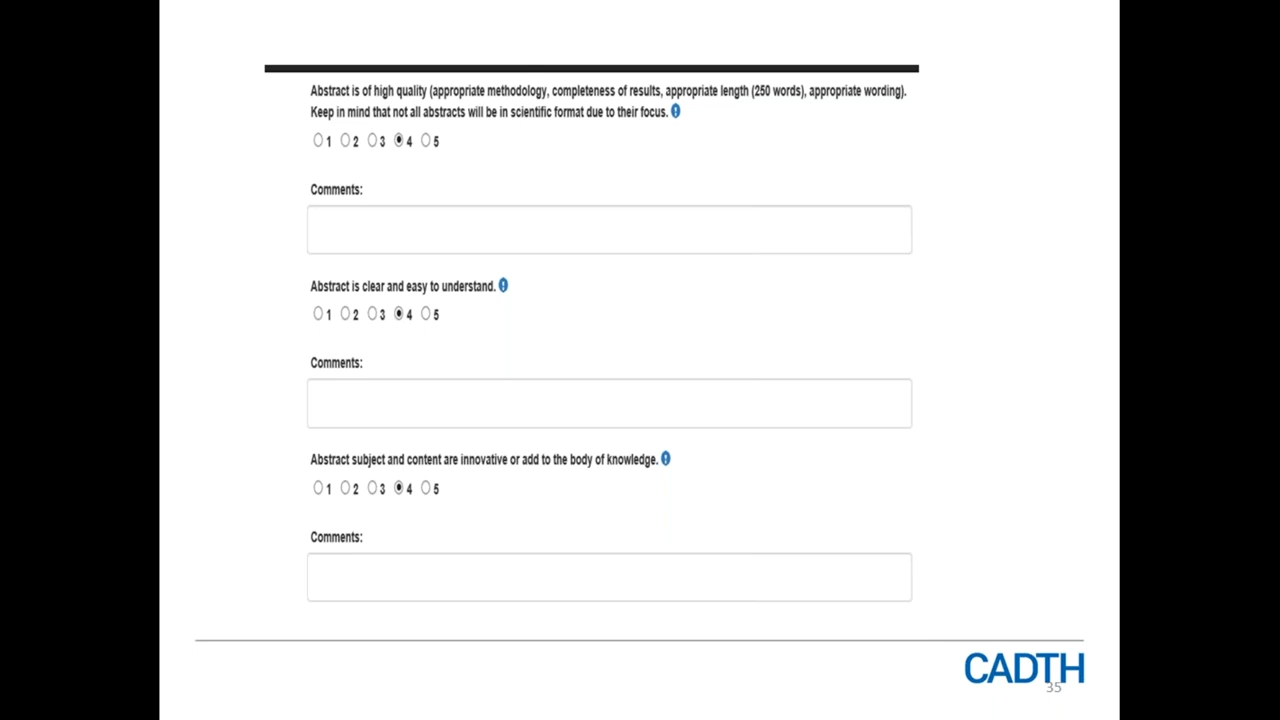 Abstract is of high quality (appropriate methodology, completeness of results, appropriate length (250 words), appropriate wording).
Keep in mind that not all abstracts will be in scientific format due to their focus.
1 2 3 4 5
Comments:
Abstract is clear and easy to understand.
1 2 3 4 5
Comments:
Abstract subject and content are innovative or add to the body of knowledge.
1 2 3 4 5
Comments:
CADTH
35